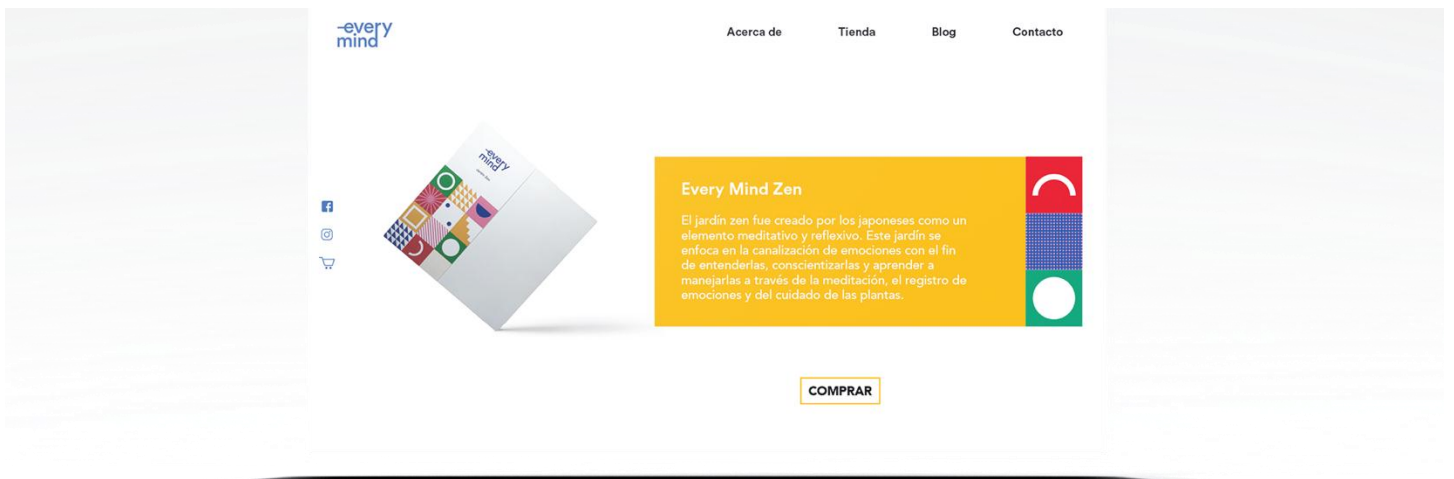 every
mind
Acerca de
Tienda
Blog
Contacto
every
mind
Every Mind Zen
El jardín zen fue creado por los japoneses como un
elemento meditativo y reflexivo. Este jardín se
enfoca en la canalización de emociones con el fin
de entenderlas, conscientizarlas y aprender a
manejarlas a través de la meditación, el registro de
emociones y del cuidado de las plantas.
COMPRAR